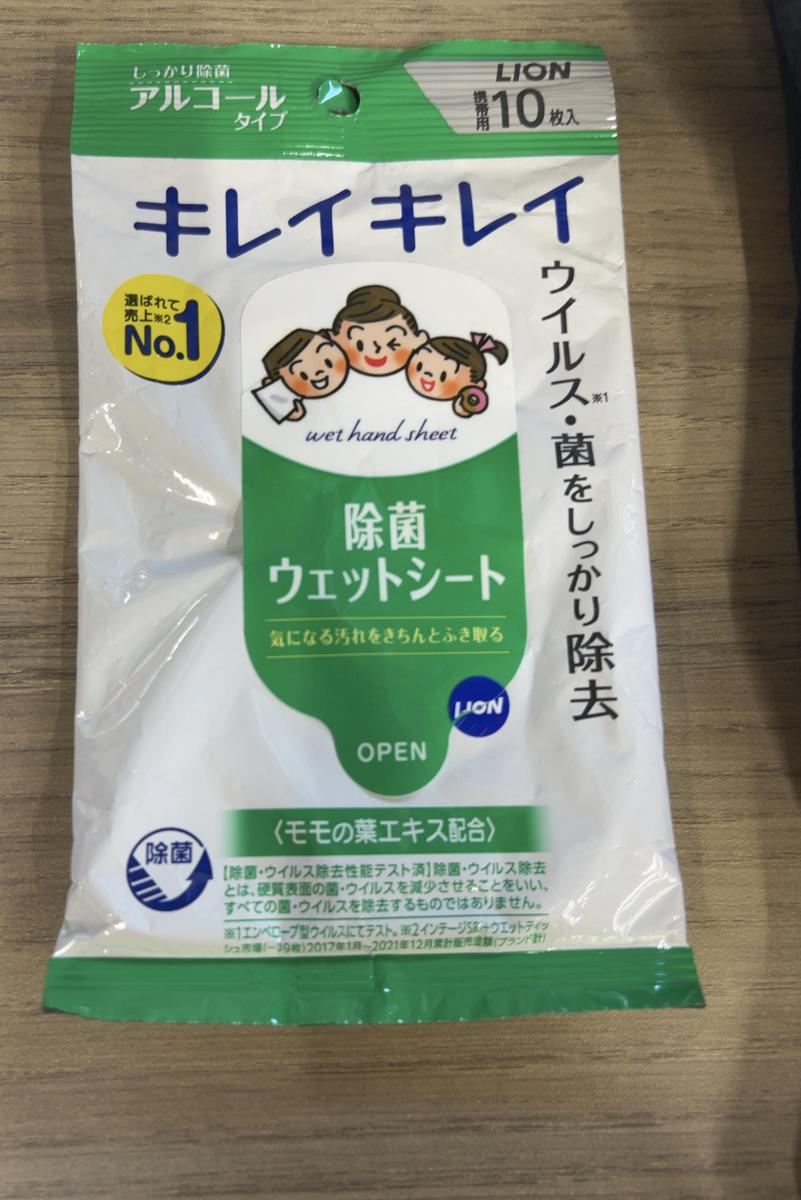 しっかり除菌
アルコール
タイプ
LION
携帯用10枚入
キレイキレイ
選ばれて
売上※2
No.1
ウイルス※1・菌をしっかり除去
wet hand sheet
除菌
ウェットシート
気になる汚れをきちんとふき取る
LION
OPEN
〈モモの葉エキス配合〉
除菌
【除菌・ウイルス除去性能テスト済】除菌・ウイルス除去
とは、硬質表面の菌・ウイルスを減少させることをいい、
すべての菌・ウイルスを除去するものではありません。
※1エンベロープ型ウイルスにてテスト。※2インテージSRI+ウエットティッ
シュ市場(~39枚)2017年1月~2021年12月累計販売金額(ブランド計)